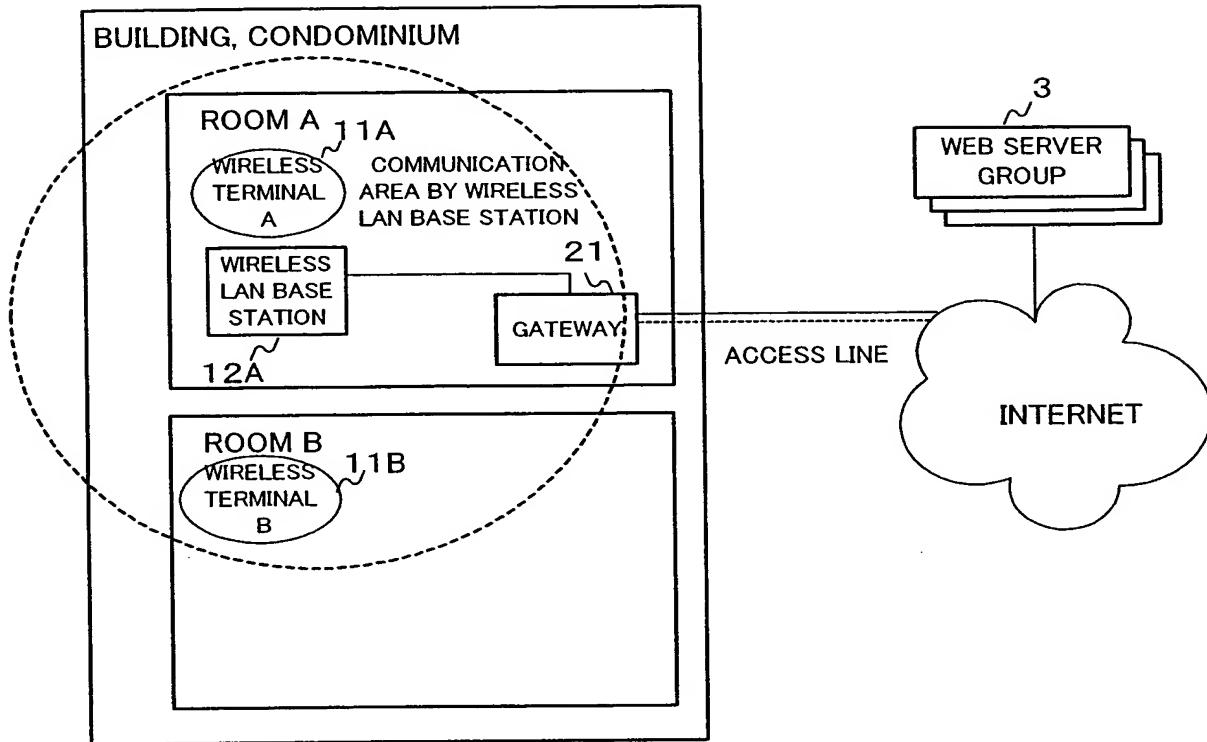 BUILDING, CONDOMINIUM
ROOM A
11A
WIRELESS
TERMINAL
A
COMMUNICATION
AREA BY WIRELESS
LAN BASE STATION
WIRELESS
LAN BASE
STATION
12A
21
GATEWAY
ACCESS LINE
3
WEB SERVER
GROUP
INTERNET
ROOM B
WIRELESS
TERMINAL
B
11B